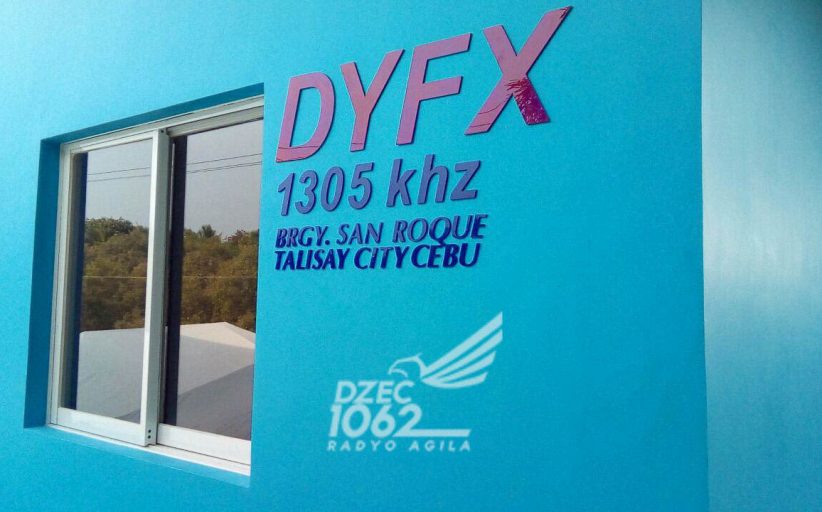 DYFX
1305 khz
BRGY. SAN ROQUE
TALISAY CITY CEBU
DZEC
1062
RADYO AGILA